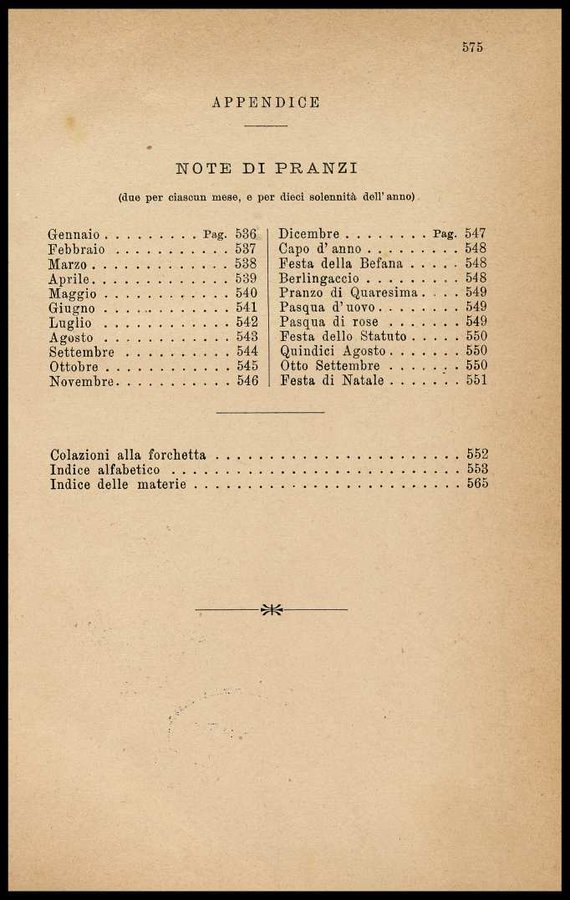 575
APPENDICE
NOTE DI PRANZI
(due per ciascun mese, e per dieci solennità dell'anno)
Gennaio . . . . . . . . . Pag. 536
Febbraio . . . . . . . . . . . 537
Marzo . . . . . . . . . . . . . 538
Aprile . . . . . . . . . . . . . 539
Maggio . . . . . . . . . . . . 540
Giugno . . . . . . . . . . . . 541
Luglio . . . . . . . . . . . . 542
Agosto . . . . . . . . . . . . 543
Settembre . . . . . . . . . . 544
Ottobre . . . . . . . . . . . . 545
Novembre . . . . . . . . . . . 546
Dicembre . . . . . . . . Pag. 547
Capo d'anno . . . . . . . . . 548
Festa della Befana . . . . . 548
Berlingaccio . . . . . . . . . 548
Pranzo di Quaresima . . . . 549
Pasqua d'uovo . . . . . . . . 549
Pasqua di rose . . . . . . . 549
Festa dello Statuto . . . . . 550
Quindici Agosto . . . . . . . 550
Otto Settembre . . . . . . . 550
Festa di Natale . . . . . . . 551
Colazioni alla forchetta . . . . . . . . . . . . . . . . . . . . . . . 552
Indice alfabetico . . . . . . . . . . . . . . . . . . . . . . . . . . . 553
Indice delle materie . . . . . . . . . . . . . . . . . . . . . . . . . 565